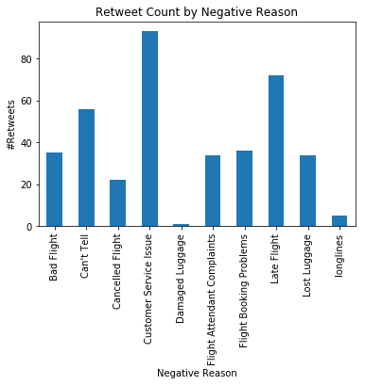 Retweet Count by Negative Reason
#Retweets
80
60
40
20
0
Bad Flight
Can't Tell
Cancelled Flight
Customer Service Issue
Damaged Luggage
Flight Attendant Complaints
Flight Booking Problems
Late Flight
Lost Luggage
longlines
Negative Reason